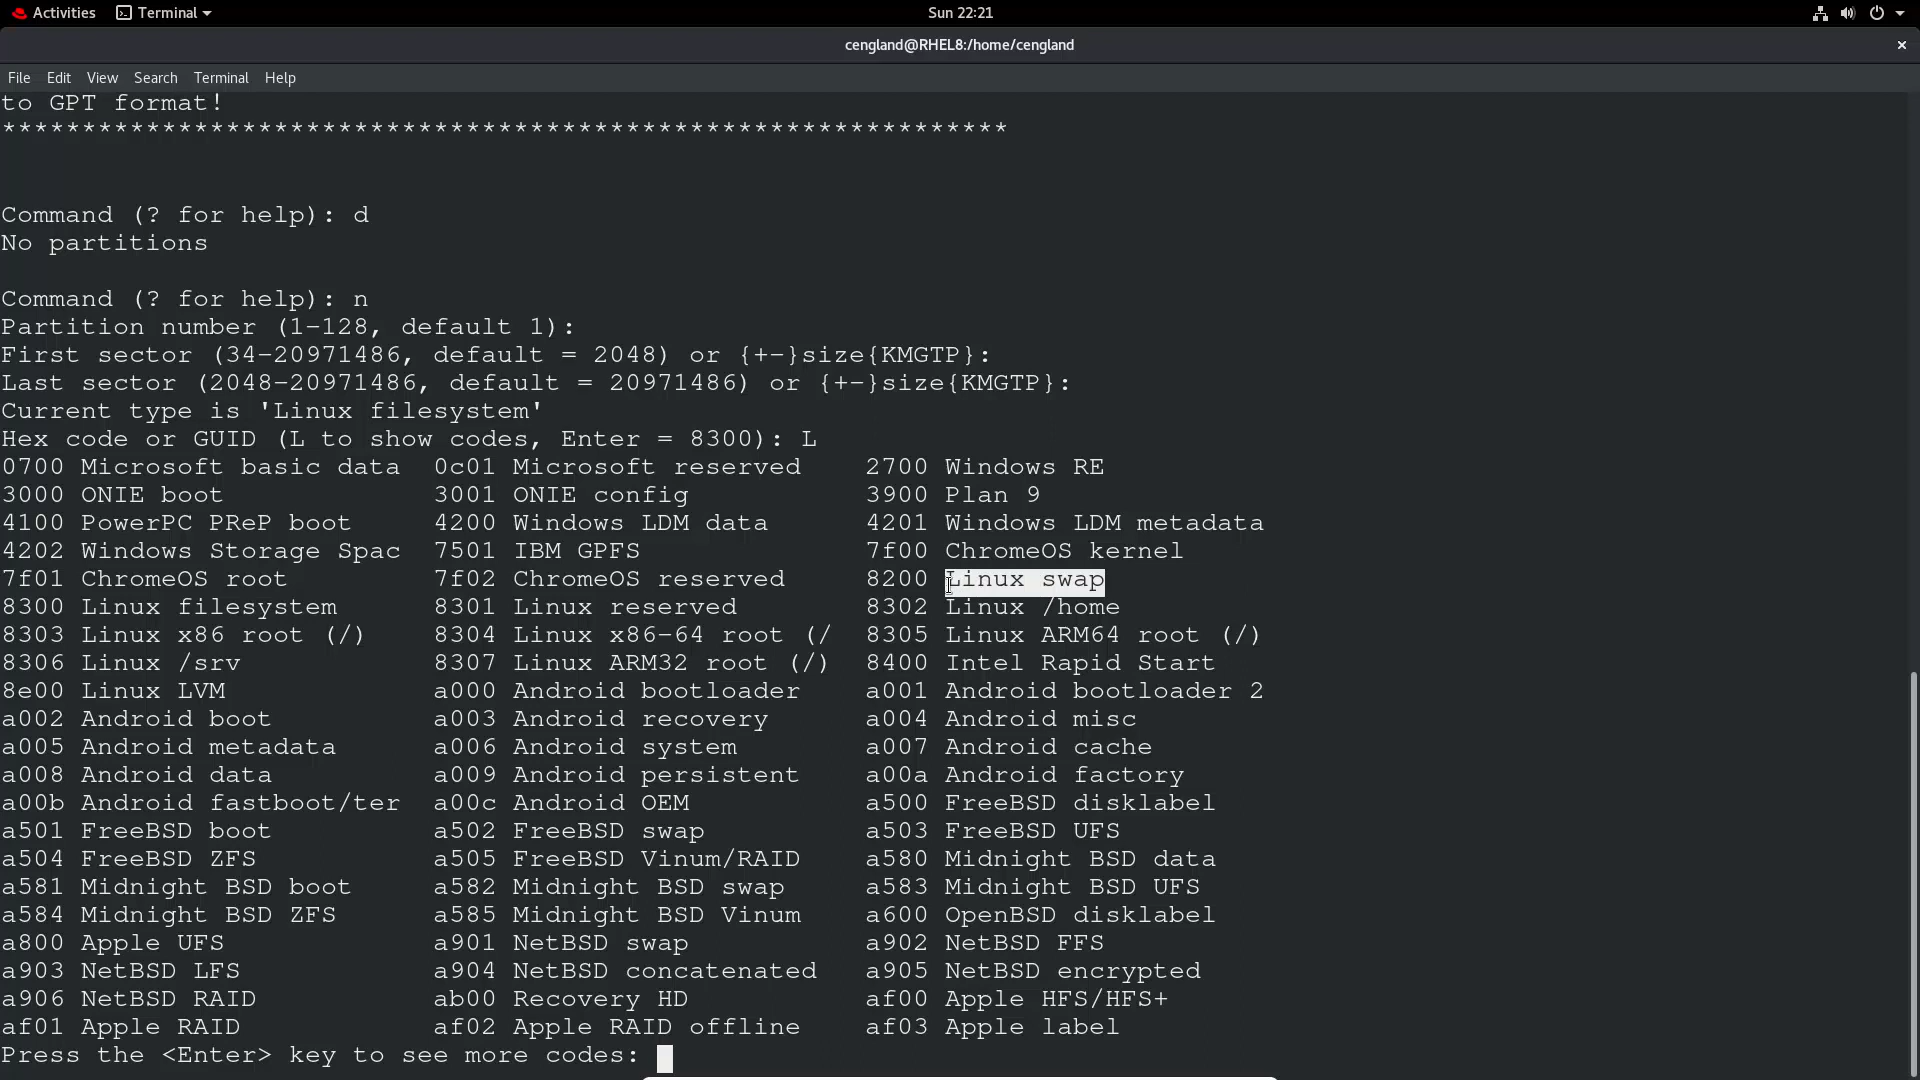 Activities Terminal Sun 22:21
cengland@RHEL8:/home/cengland ×
File Edit View Search Terminal Help
to GPT format!
***************************************************************
Command (? for help): d
No partitions
Command (? for help): n
Partition number (1-128, default 1):
First sector (34-20971486, default = 2048) or {+-}size{KMGTP}:
Last sector (2048-20971486, default = 20971486) or {+-}size{KMGTP}:
Current type is 'Linux filesystem'
Hex code or GUID (L to show codes, Enter = 8300): L
0700 Microsoft basic data 0c01 Microsoft reserved 2700 Windows RE
3000 ONIE boot 3001 ONIE config 3900 Plan 9
4100 PowerPC PReP boot 4200 Windows LDM data 4201 Windows LDM metadata
4202 Windows Storage Spac 7501 IBM GPFS 7f00 ChromeOS kernel
7f01 ChromeOS root 7f02 ChromeOS reserved 8200 Linux swap
8300 Linux filesystem 8301 Linux reserved 8302 Linux /home
8303 Linux x86 root (/) 8304 Linux x86-64 root (/ 8305 Linux ARM64 root (/)
8306 Linux /srv 8307 Linux ARM32 root (/) 8400 Intel Rapid Start
8e00 Linux LVM a000 Android bootloader a001 Android bootloader 2
a002 Android boot a003 Android recovery a004 Android misc
a005 Android metadata a006 Android system a007 Android cache
a008 Android data a009 Android persistent a00a Android factory
a00b Android fastboot/ter a00c Android OEM a500 FreeBSD disklabel
a501 FreeBSD boot a502 FreeBSD swap a503 FreeBSD UFS
a504 FreeBSD ZFS a505 FreeBSD Vinum/RAID a580 Midnight BSD data
a581 Midnight BSD boot a582 Midnight BSD swap a583 Midnight BSD UFS
a584 Midnight BSD ZFS a585 Midnight BSD Vinum a600 OpenBSD disklabel
a800 Apple UFS a901 NetBSD swap a902 NetBSD FFS
a903 NetBSD LFS a904 NetBSD concatenated a905 NetBSD encrypted
a906 NetBSD RAID ab00 Recovery HD af00 Apple HFS/HFS+
af01 Apple RAID af02 Apple RAID offline af03 Apple label
Press the <Enter> key to see more codes: